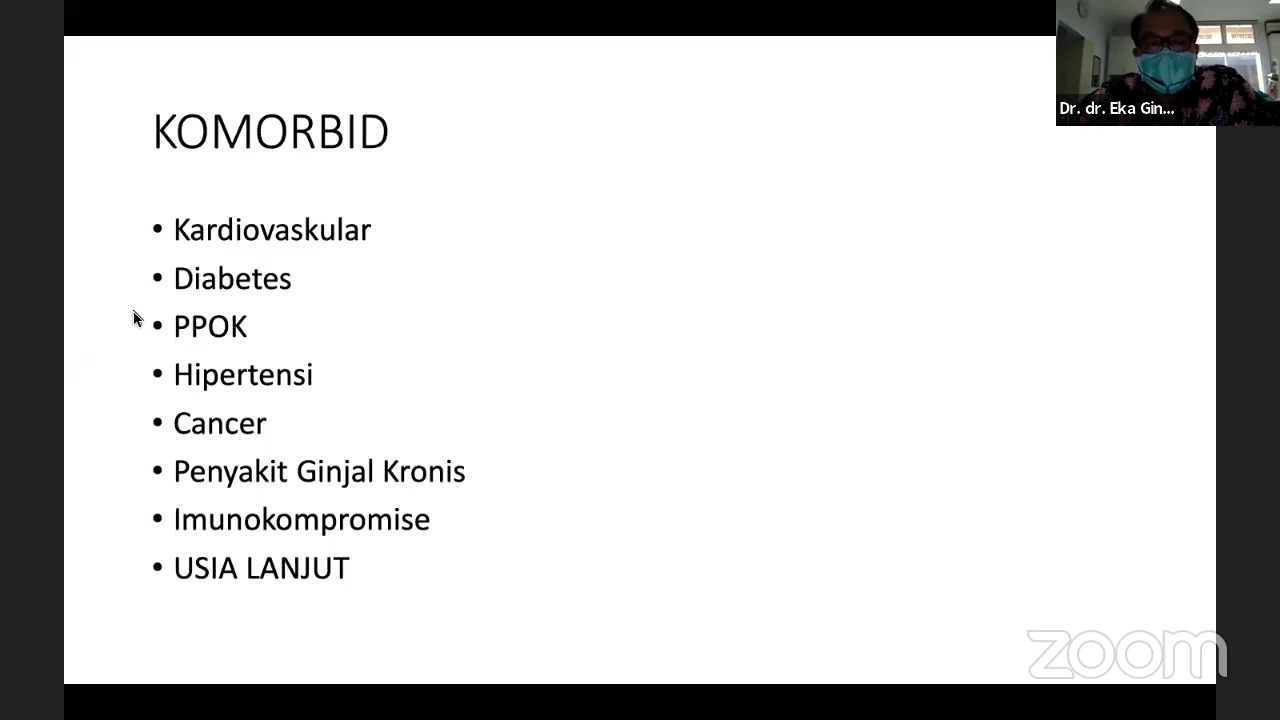 KOMORBID
• Kardiovaskular
• Diabetes
• PPOK
• Hipertensi
• Cancer
• Penyakit Ginjal Kronis
• Imunokompromise
• USIA LANJUT
Dr. dr. Eka Gin...
zoom